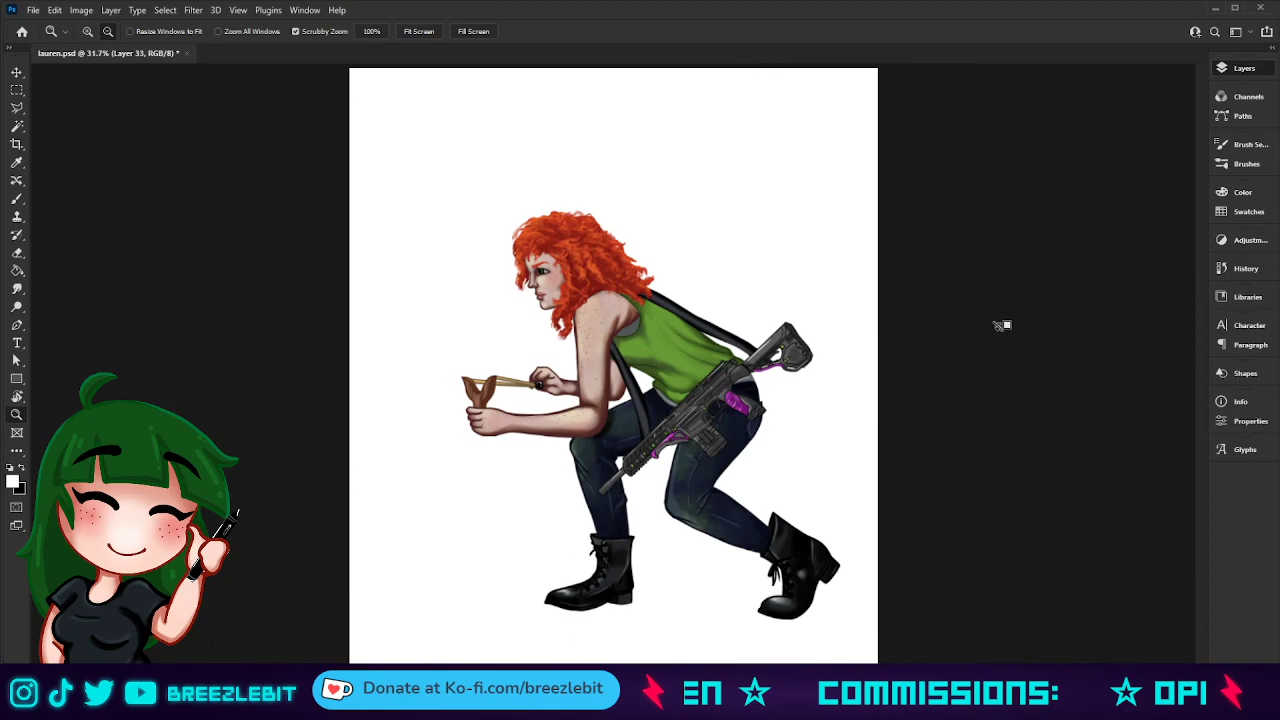 Ps File Edit Image Layer Type Select Filter 3D View Plugins Window Help
Resize Windows to Fit Zoom All Windows Scrubby Zoom 100% Fit Screen Fill Screen
lauren.psd @ 31.7% (Layer 33, RGB/8) *
Layers
Channels
Paths
Brush Se...
Brushes
Color
Swatches
Adjustm...
History
Libraries
Character
Paragraph
Shapes
Info
Properties
Glyphs
BREEZLEBIT Donate at Ko-fi.com/breezlebit EN COMMISSIONS: OPI